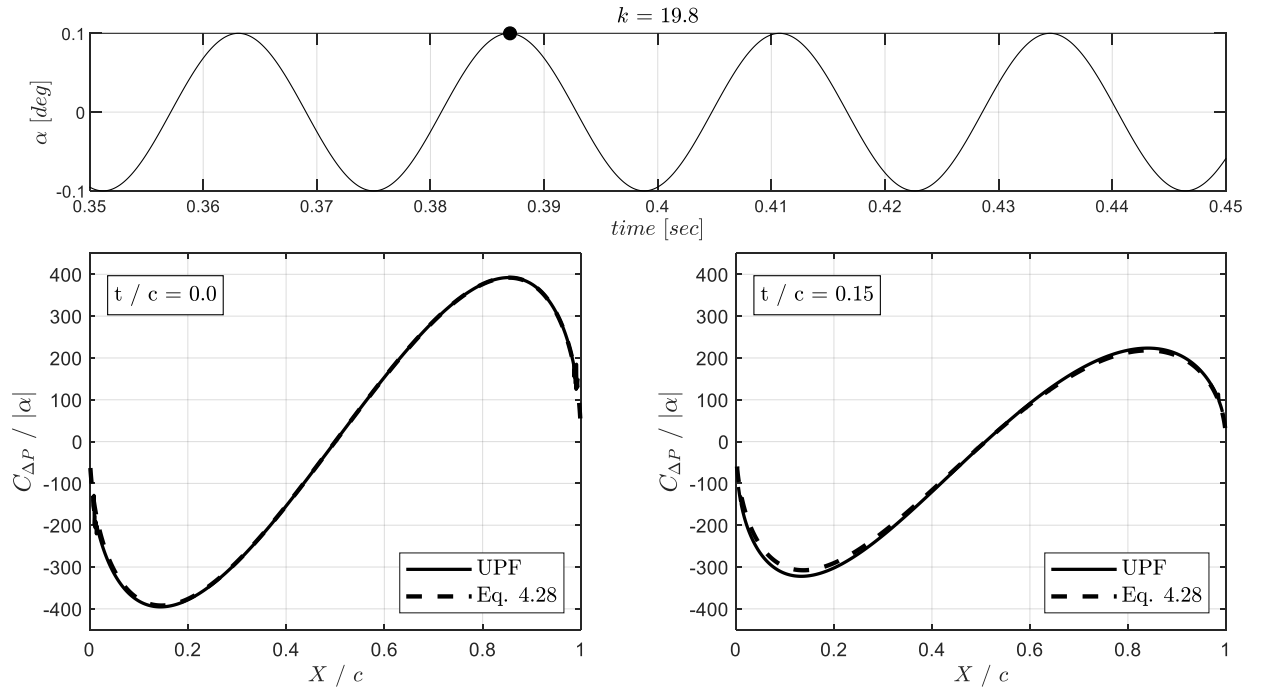 k = 19.8
0.1
0
-0.1
α [deg]
0.35 0.36 0.37 0.38 0.39 0.4 0.41 0.42 0.43 0.44 0.45
time [sec]
t / c = 0.0
400
300
200
100
0
-100
-200
-300
-400
C_ΔP / |α|
UPF
Eq. 4.28
0 0.2 0.4 0.6 0.8 1
X / c
t / c = 0.15
400
300
200
100
0
-100
-200
-300
-400
C_ΔP / |α|
UPF
Eq. 4.28
0 0.2 0.4 0.6 0.8 1
X / c